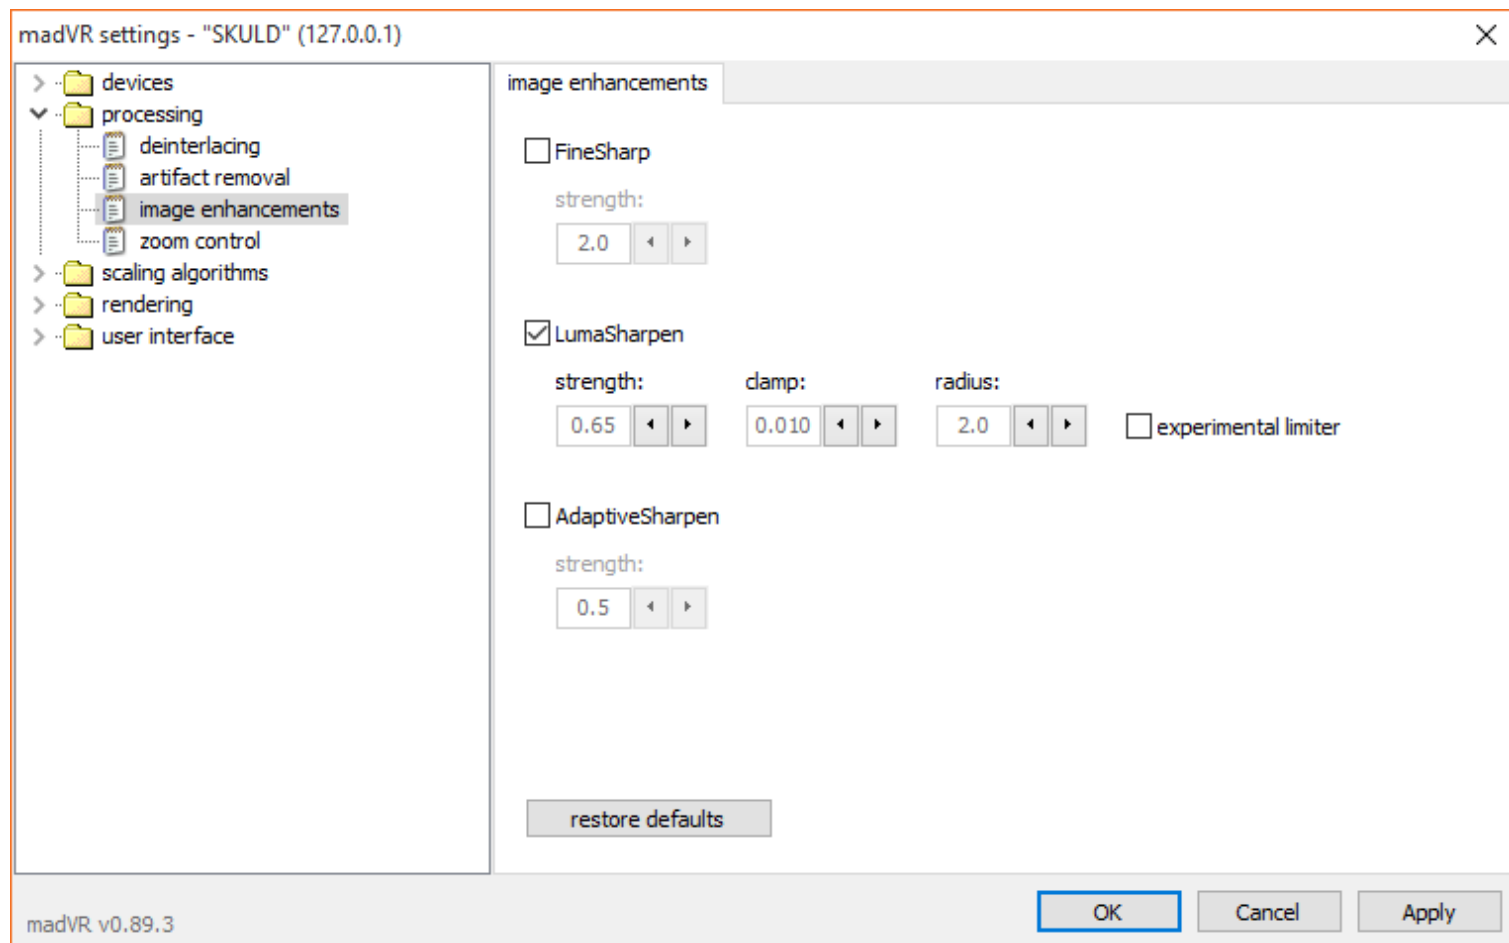 madVR settings - "SKULD" (127.0.0.1)
devices
processing
deinterlacing
artifact removal
image enhancements
zoom control
scaling algorithms
rendering
user interface
image enhancements
FineSharp
strength:
2.0
LumaSharpen
strength: clamp: radius:
0.65 0.010 2.0 experimental limiter
AdaptiveSharpen
strength:
0.5
restore defaults
madVR v0.89.3
OK Cancel Apply